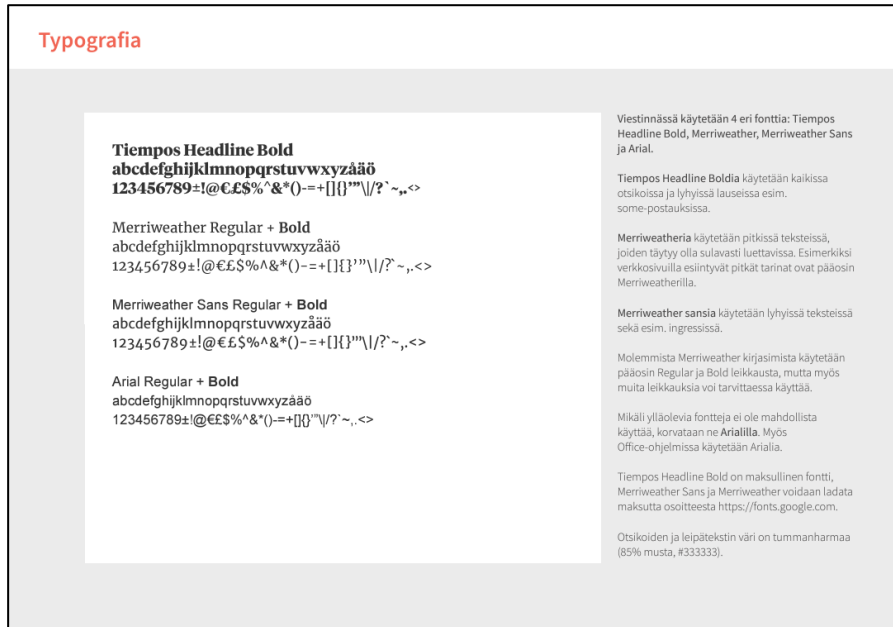 Typografia
Tiempos Headline Bold
abcdefghijklmnopqrstuvwxyzåäö
123456789±!@€£$%^&*()-=+[]{}'"\|/?`~,.<>
Merriweather Regular + Bold
abcdefghijklmnopqrstuvwxyzåäö
123456789±!@€£$%^&*()-=+[]{}'"\|/?`~,.<>
Merriweather Sans Regular + Bold
abcdefghijklmnopqrstuvwxyzåäö
123456789±!@€£$%^&*()-=+[]{}'"\|/?`~,.<>
Arial Regular + Bold
abcdefghijklmnopqrstuvwxyzåäö
123456789±!@€£$%^&*()-=+[]{}'"\|/?`~,.<>
Viestinnässä käytetään 4 eri fonttia: Tiempos
Headline Bold, Merriweather, Merriweather Sans
ja Arial.
Tiempos Headline Boldia käytetään kaikissa
otsikoissa ja lyhyissä lauseissa esim.
some-postauksissa.
Merriweatheria käytetään pitkissä teksteissä,
joiden täytyy olla sulavasti luettavissa. Esimerkiksi
verkkosivuilla esiintyvät pitkät tarinat ovat pääosin
Merriweatherilla.
Merriweather sansia käytetään lyhyissä teksteissä
sekä esim. ingressissä.
Molemmista Merriweather kirjasimista käytetään
pääosin Regular ja Bold leikkausta, mutta myös
muita leikkauksia voi tarvittaessa käyttää.
Mikäli ylläolevia fontteja ei ole mahdollista
käyttää, korvataan ne Arialilla. Myös
Office-ohjelmissa käytetään Arialia.
Tiempos Headline Bold on maksullinen fontti,
Merriweather Sans ja Merriweather voidaan ladata
maksutta osoitteesta https://fonts.google.com.
Otsikoiden ja leipätekstin väri on tummanharmaa
(85% musta, #333333).